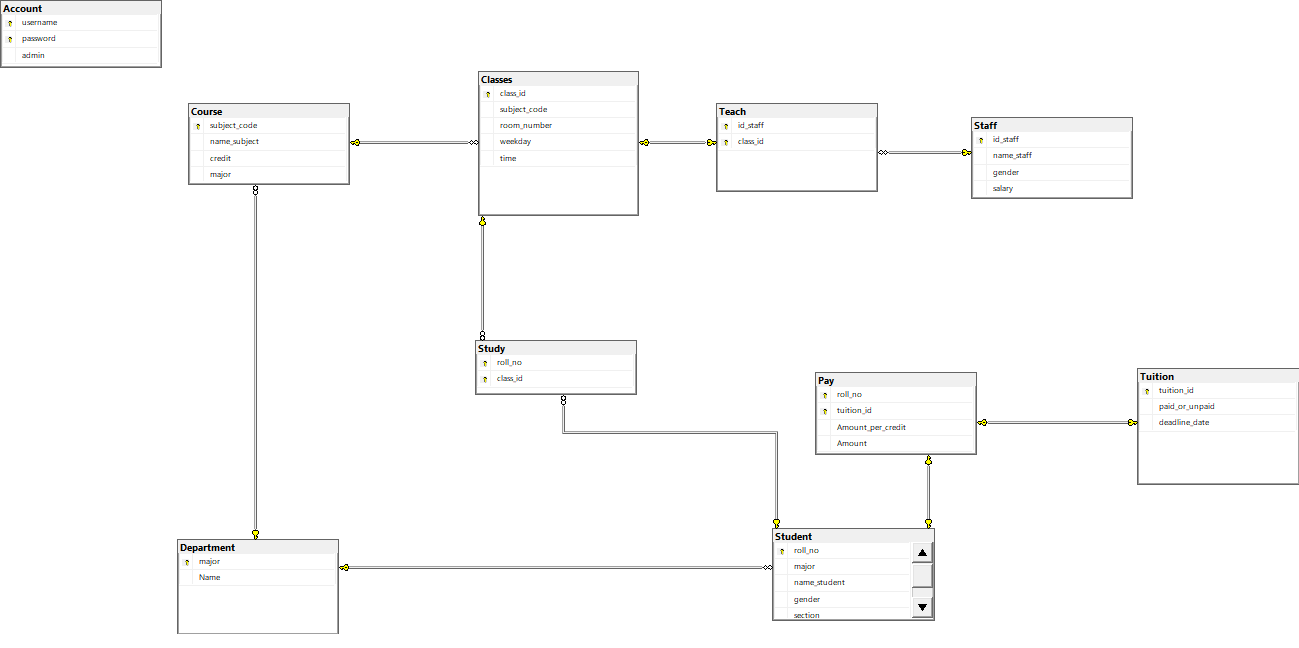 Account
username
password
admin
Classes
class_id
subject_code
room_number
weekday
time
Course
subject_code
name_subject
credit
major
Teach
id_staff
class_id
Staff
id_staff
name_staff
gender
salary
Study
roll_no
class_id
Pay
roll_no
tuition_id
Amount_per_credit
Amount
Tuition
tuition_id
paid_or_unpaid
deadline_date
Department
major
Name
Student
roll_no
major
name_student
gender
section